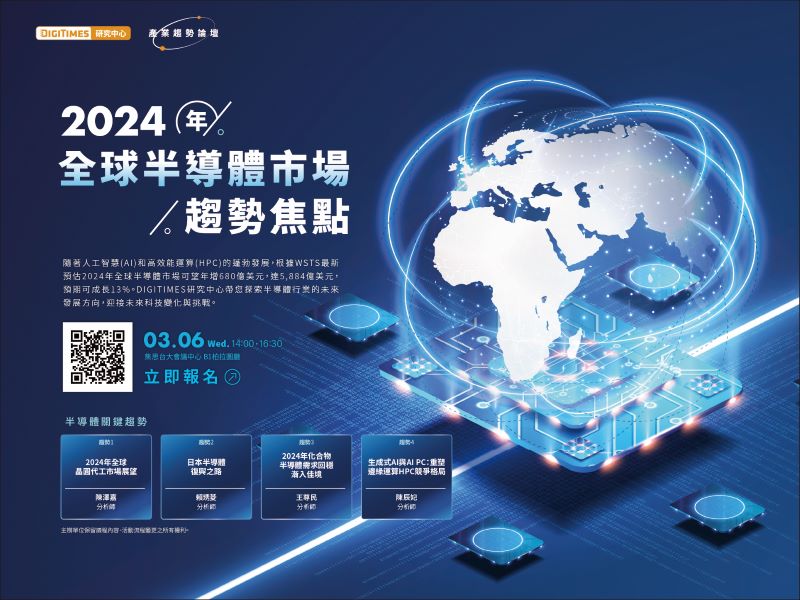 DIGITIMES 研究中心
產業趨勢論壇
2024年
全球半導體市場
趨勢焦點
隨著人工智慧(AI)和高效能運算(HPC)的蓬勃發展,根據WSTS最新
預估2024年全球半導體市場可望年增680億美元,達5,884億美元,
預期可成長13%。DIGITIMES研究中心帶您探索半導體行業的未來
發展方向,迎接未來科技變化與挑戰。
03.06 Wed. 14:00-16:30
集思台大會議中心 B1柏拉圖廳
立即報名
半導體關鍵趨勢
趨勢1
2024年全球
晶圓代工市場展望
陳澤嘉
分析師
趨勢2
日本半導體
復興之路
賴琇菱
分析師
趨勢3
2024年化合物
半導體需求回穩
漸入佳境
王尊民
分析師
趨勢4
生成式AI與AI PC:重塑
邊緣運算HPC競爭格局
陳辰妃
分析師
主辦單位保留議程內容、活動流程變更之所有權利。